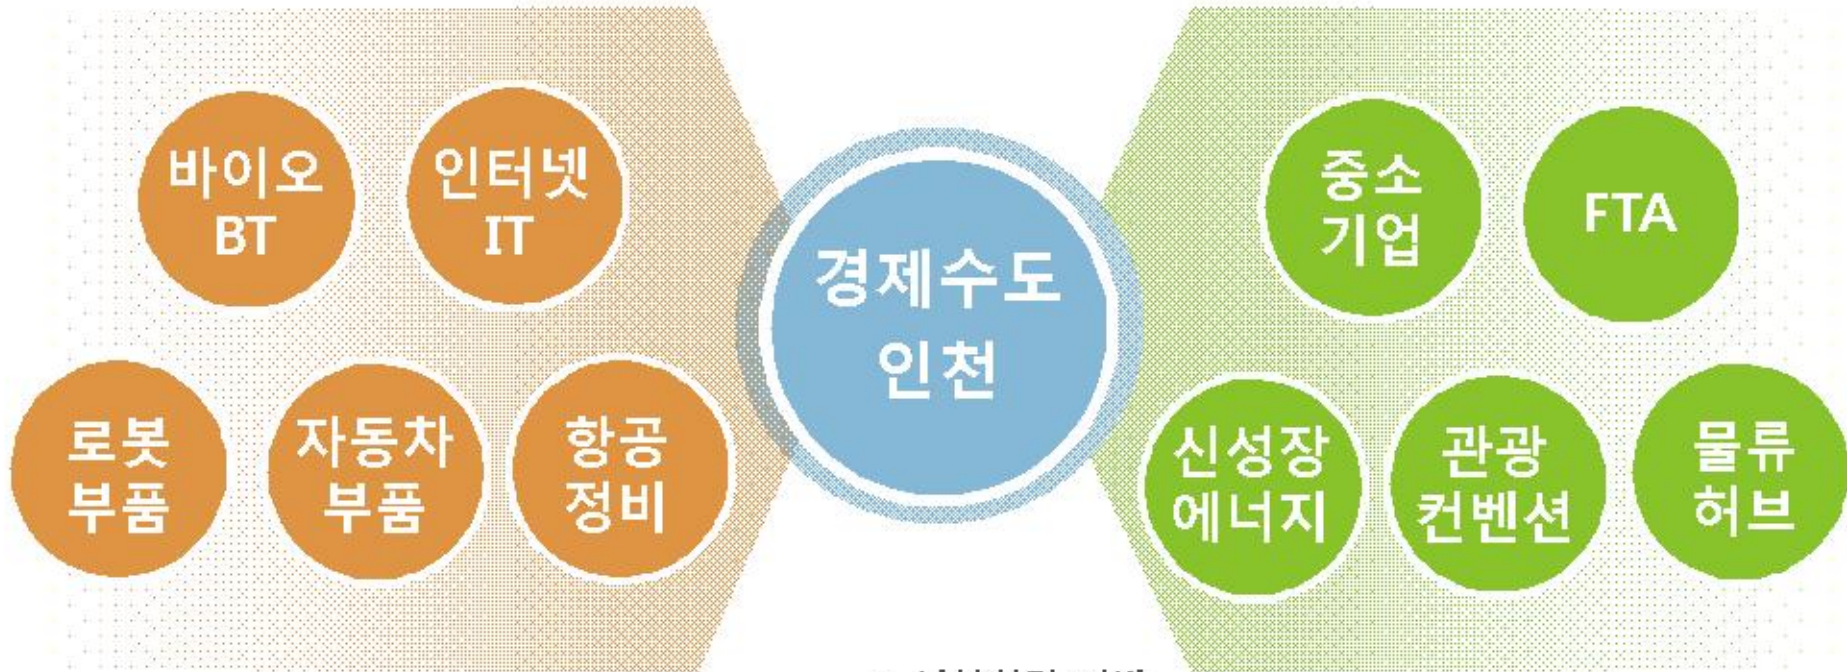 바이오
BT
인터넷
IT
로봇
부품
자동차
부품
항공
정비
경제수도
인천
중소
기업
FTA
신성장
에너지
관광
컨벤션
물류
허브